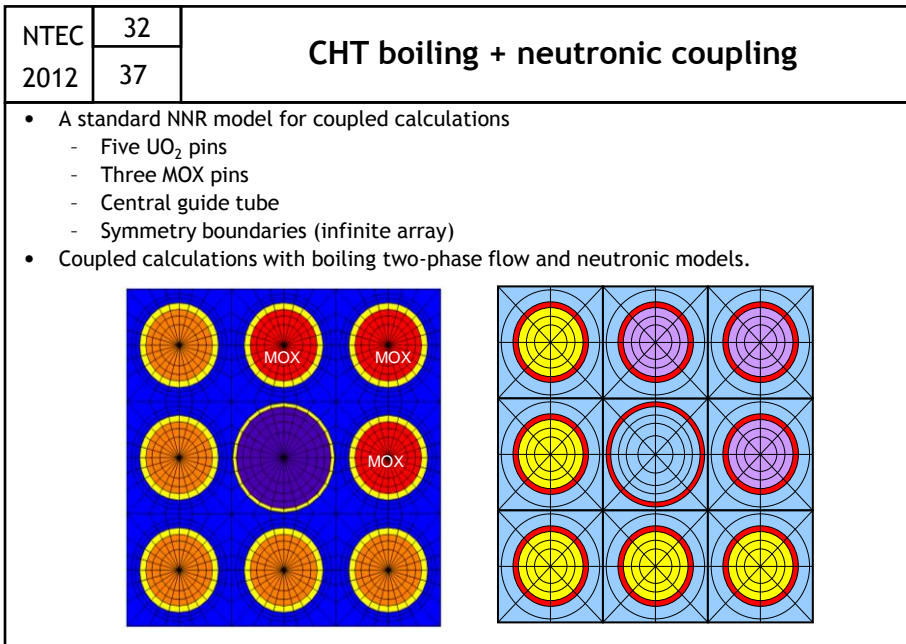 NTEC
32
2012
37
CHT boiling + neutronic coupling
• A standard NNR model for coupled calculations
- Five UO₂ pins
- Three MOX pins
- Central guide tube
- Symmetry boundaries (infinite array)
• Coupled calculations with boiling two-phase flow and neutronic models.
MOX MOX
MOX